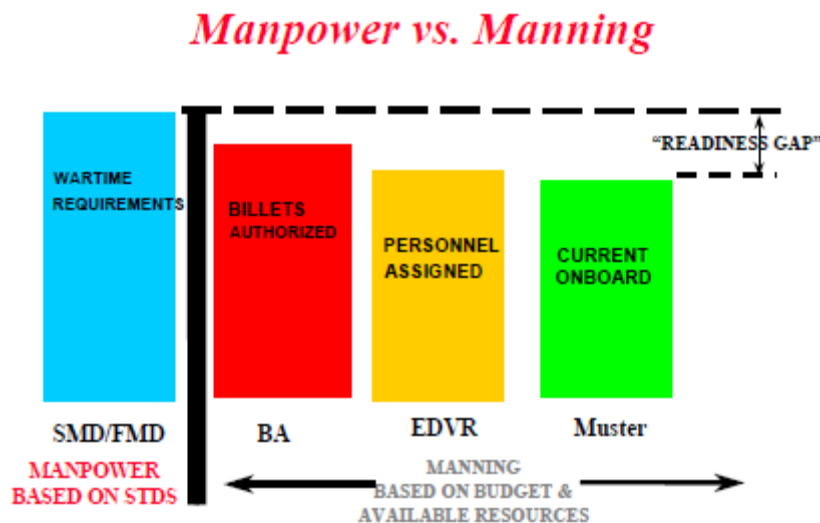 Manpower vs. Manning
"READINESS GAP"
WARTIME
REQUIREMENTS
BILLETS
AUTHORIZED
PERSONNEL
ASSIGNED
CURRENT
ONBOARD
SMD/FMD
BA
EDVR
Muster
MANPOWER
BASED ON STDS
MANNING
BASED ON BUDGET &
AVAILABLE RESOURCES